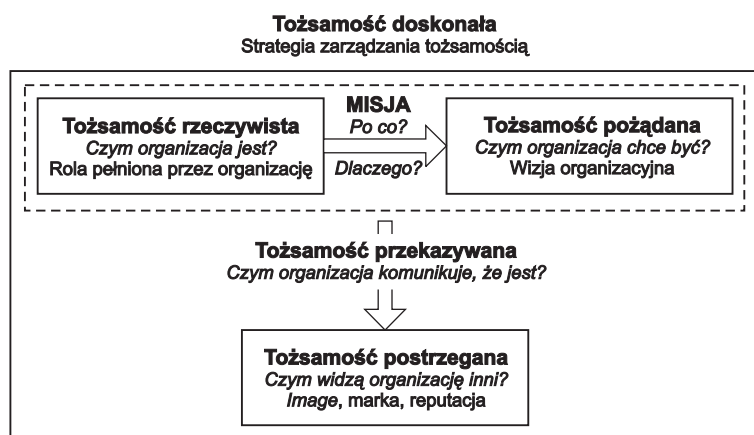 Tożsamość doskonała
Strategia zarządzania tożsamością
MISJA
Tożsamość rzeczywista
Czym organizacja jest?
Rola pełniona przez organizację
Po co?
Dlaczego?
Tożsamość pożądana
Czym organizacja chce być?
Wizja organizacyjna
Tożsamość przekazywana
Czym organizacja komunikuje, że jest?
Tożsamość postrzegana
Czym widzą organizację inni?
Image, marka, reputacja